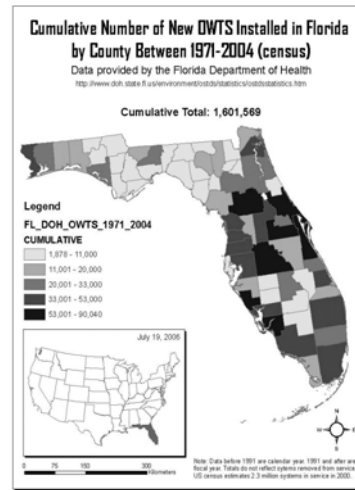 Cumulative Number of New OWTS Installed in Florida
by County Between 1971-2004 (census)
Data provided by the Florida Department of Health
http://www.doh.state.fl.us/environment/ostds/statistics/ostdsstatistics.htm
Cumulative Total: 1,601,569
Legend
FL_DOH_OWTS_1971_2004
CUMULATIVE
1,878 - 11,000
11,001 - 20,000
20,001 - 33,000
33,001 - 53,000
53,001 - 90,040
July 19, 2006
0 75 150 300
Kilometers
N
W E
S
Note: Data before 1991 are calendar year. 1991 and after are
fiscal year. Totals do not reflect sytems removed from service.
US census estimates 2.3 million systems in service in 2000.